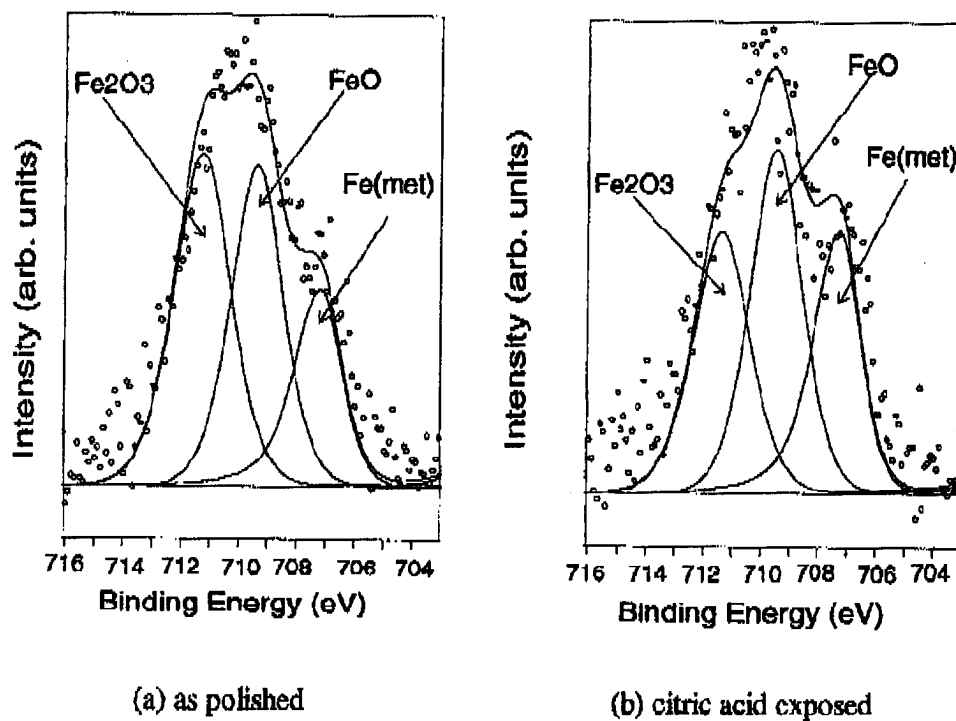 Intensity (arb. units)
Fe2O3
FeO
Fe(met)
716 714 712 710 708 706 704
Binding Energy (eV)
(a) as polished
Intensity (arb. units)
FeO
Fe(met)
Fe2O3
716 714 712 710 708 706 704
Binding Energy (eV)
(b) citric acid exposed